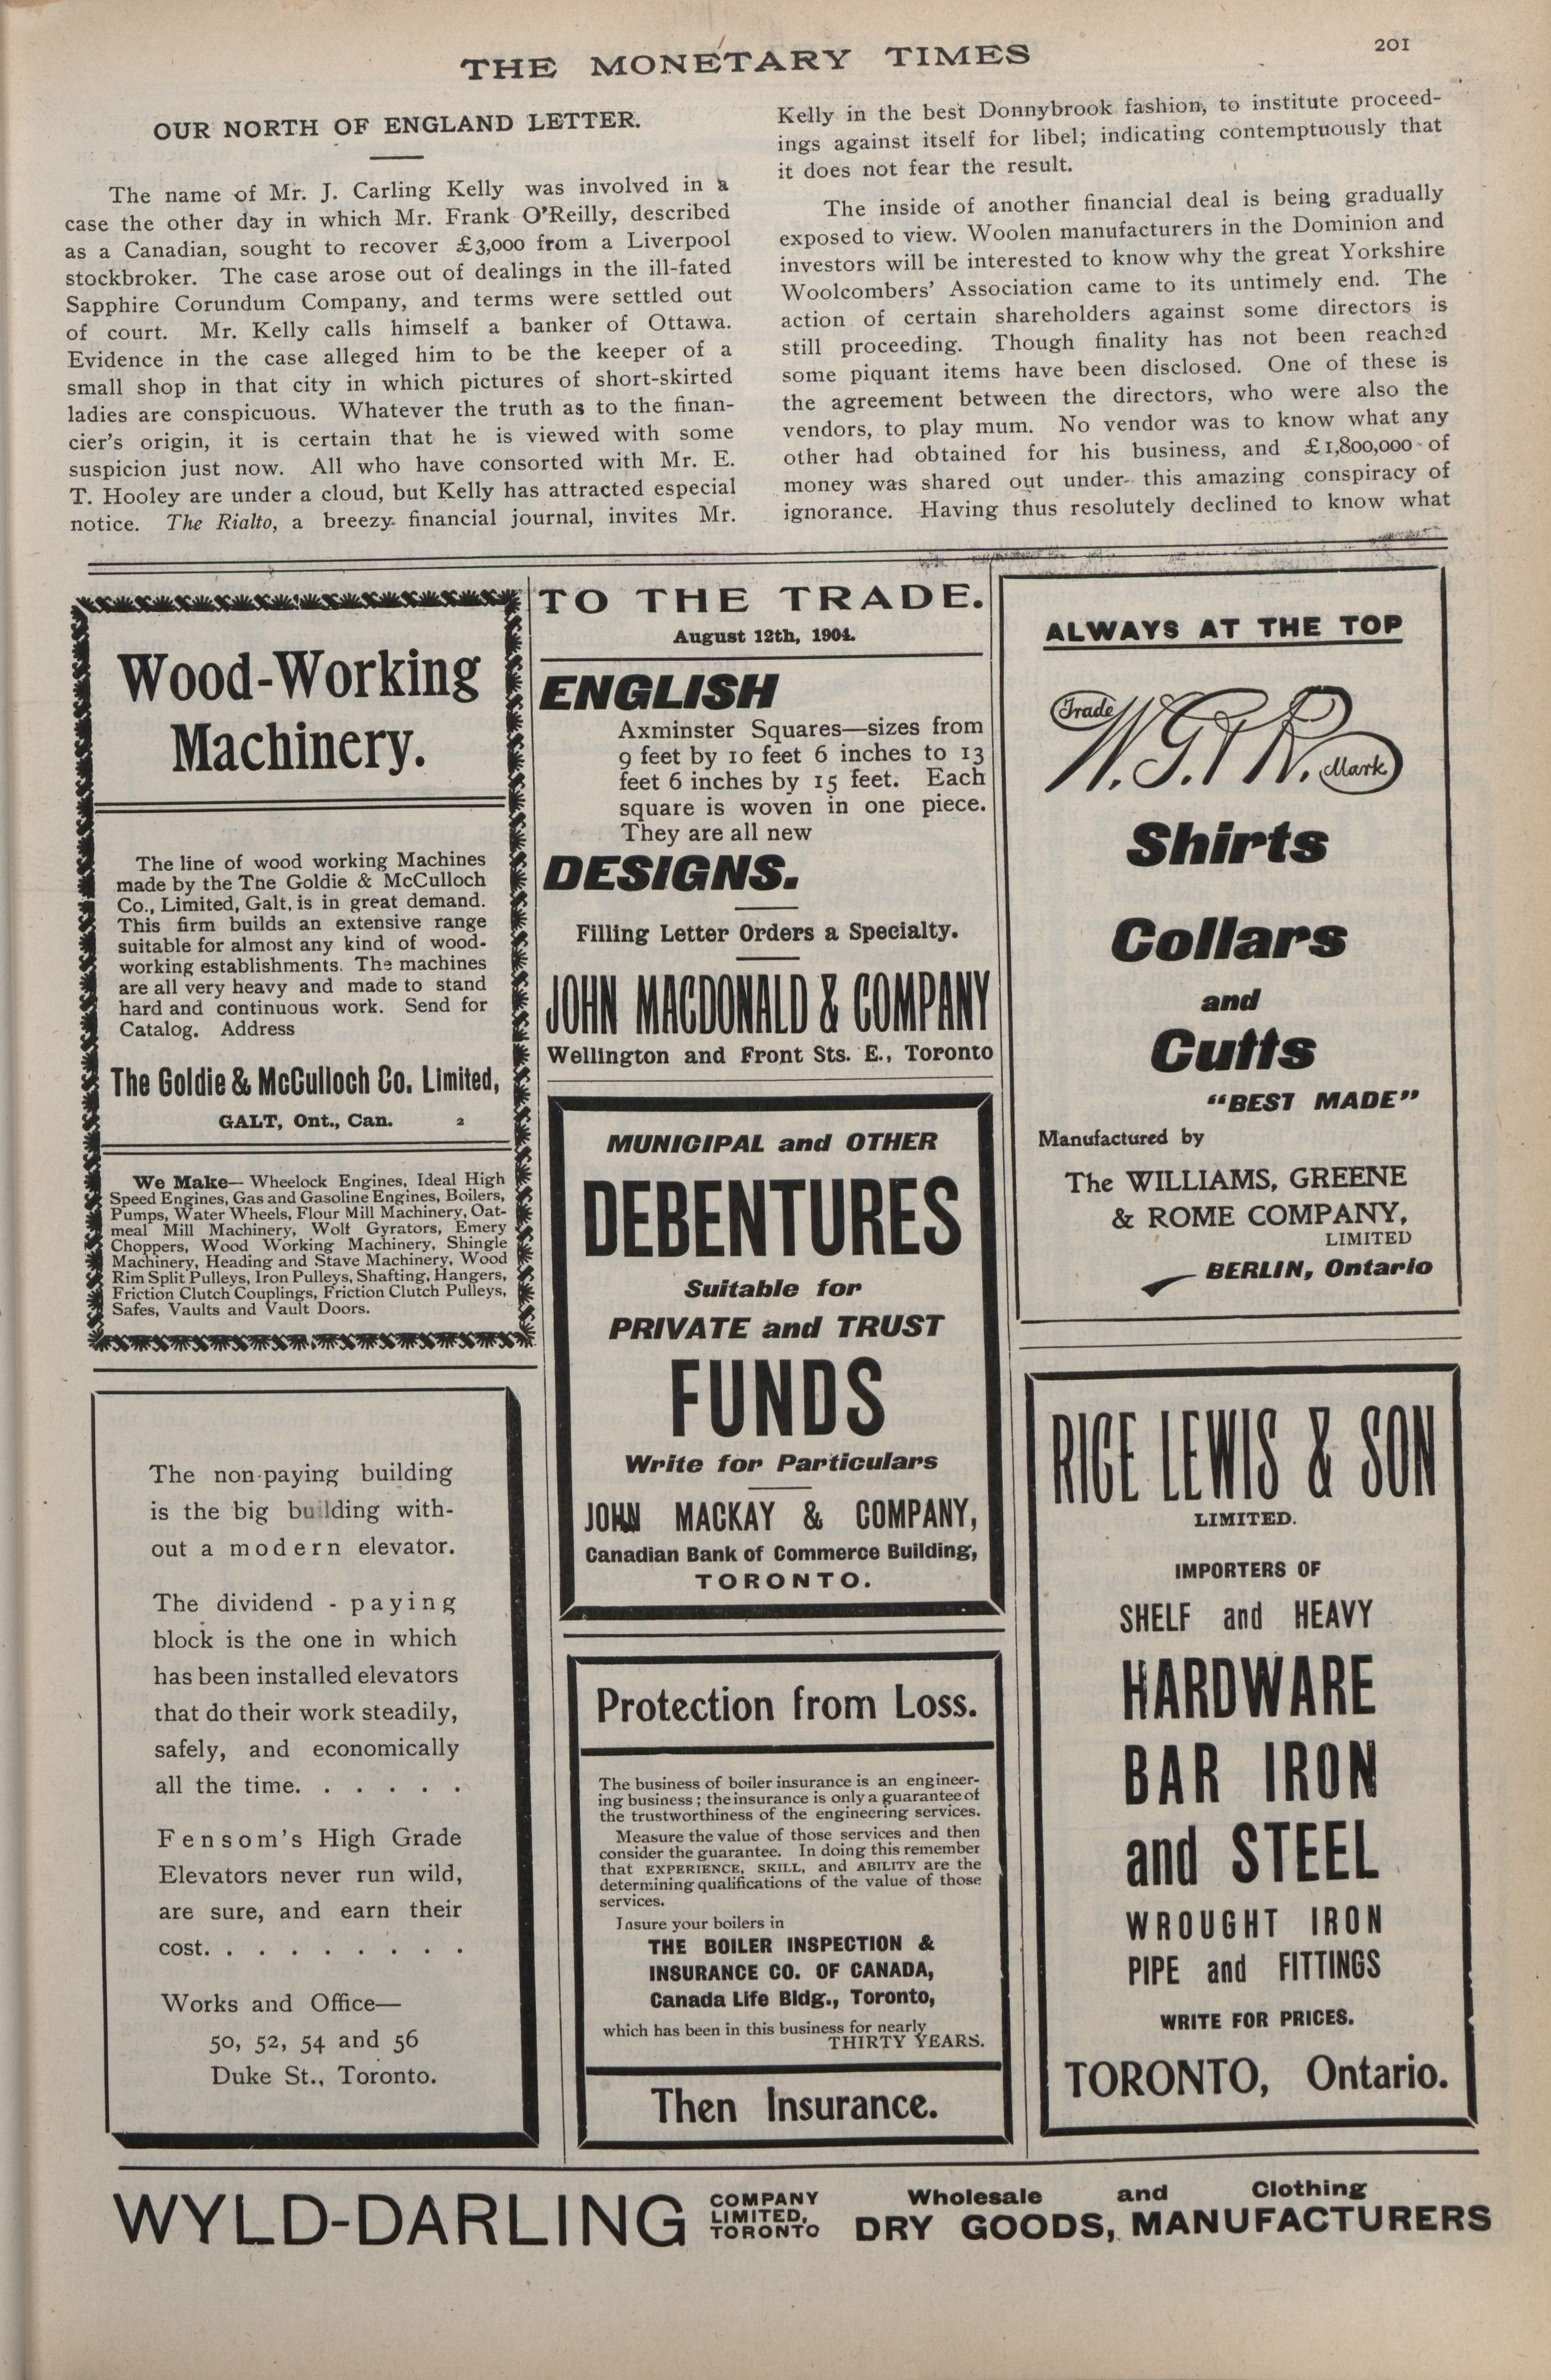 THE MONETARY TIMES
201
OUR NORTH OF ENGLAND LETTER.
The name of Mr. J. Carling Kelly was involved in a
case the other day in which Mr. Frank O'Reilly, described
as a Canadian, sought to recover £3,000 from a Liverpool
stockbroker. The case arose out of dealings in the ill-fated
Sapphire Corundum Company, and terms were settled out
of court. Mr. Kelly calls himself a banker of Ottawa.
Evidence in the case alleged him to be the keeper of a
small shop in that city in which pictures of short-skirted
ladies are conspicuous. Whatever the truth as to the finan-
cier's origin, it is certain that he is viewed with some
suspicion just now. All who have consorted with Mr. E.
T. Hooley are under a cloud, but Kelly has attracted especial
notice. The Rialto, a breezy financial journal, invites Mr.
Kelly in the best Donnybrook fashion, to institute proceed-
ings against itself for libel; indicating contemptuously that
it does not fear the result.
The inside of another financial deal is being gradually
exposed to view. Woolen manufacturers in the Dominion and
investors will be interested to know why the great Yorkshire
Woolcombers' Association came to its untimely end. The
action of certain shareholders against some directors is
still proceeding. Though finality has not been reached
some piquant items have been disclosed. One of these is
the agreement between the directors, who were also the
vendors, to play mum. No vendor was to know what any
other had obtained for his business, and £1,800,000 of
money was shared out under this amazing conspiracy of
ignorance. Having thus resolutely declined to know what
Wood-Working
Machinery.
The line of wood working Machines
made by the Tne Goldie & McCulloch
Co., Limited, Galt, is in great demand.
This firm builds an extensive range
suitable for almost any kind of wood-
working establishments. The machines
are all very heavy and made to stand
hard and continuous work. Send for
Catalog. Address
The Goldie & McCulloch Co. Limited,
GALT, Ont., Can. 2
We Make— Wheelock Engines, Ideal High
Speed Engines, Gas and Gasoline Engines, Boilers,
Pumps, Water Wheels, Flour Mill Machinery, Oat-
meal Mill Machinery, Wolf Gyrators, Emery
Choppers, Wood Working Machinery, Shingle
Machinery, Heading and Stave Machinery, Wood
Rim Split Pulleys, Iron Pulleys, Shafting, Hangers,
Friction Clutch Couplings, Friction Clutch Pulleys,
Safes, Vaults and Vault Doors.
The non-paying building
is the big building with-
out a modern elevator.
The dividend - paying
block is the one in which
has been installed elevators
that do their work steadily,
safely, and economically
all the time. . . . . .
Fensom's High Grade
Elevators never run wild,
are sure, and earn their
cost. . . . . . . . .
Works and Office—
50, 52, 54 and 56
Duke St., Toronto.
TO THE TRADE.
August 12th, 1904.
ENGLISH
Axminster Squares—sizes from
9 feet by 10 feet 6 inches to 13
feet 6 inches by 15 feet. Each
square is woven in one piece.
They are all new
DESIGNS.
Filling Letter Orders a Specialty.
JOHN MACDONALD & COMPANY
Wellington and Front Sts. E., Toronto
MUNICIPAL and OTHER
DEBENTURES
Suitable for
PRIVATE and TRUST
FUNDS
Write for Particulars
JOHN MACKAY & COMPANY,
Canadian Bank of Commerce Building,
TORONTO.
Protection from Loss.
The business of boiler insurance is an engineer-
ing business; the insurance is only a guarantee of
the trustworthiness of the engineering services.
Measure the value of those services and then
consider the guarantee. In doing this remember
that EXPERIENCE, SKILL, and ABILITY are the
determining qualifications of the value of those
services.
Insure your boilers in
THE BOILER INSPECTION &
INSURANCE CO. OF CANADA,
Canada Life Bldg., Toronto,
which has been in this business for nearly
THIRTY YEARS.
Then Insurance.
ALWAYS AT THE TOP
Trade W.G.&R. Mark
Shirts
Collars
and
Cuffs
"BEST MADE"
Manufactured by
The WILLIAMS, GREENE
& ROME COMPANY,
LIMITED
BERLIN, Ontario
RICE LEWIS & SON
LIMITED.
IMPORTERS OF
SHELF and HEAVY
HARDWARE
BAR IRON
and STEEL
WROUGHT IRON
PIPE and FITTINGS
WRITE FOR PRICES.
TORONTO, Ontario.
WYLD-DARLING
COMPANY
LIMITED,
TORONTO
Wholesale and Clothing
DRY GOODS, MANUFACTURERS